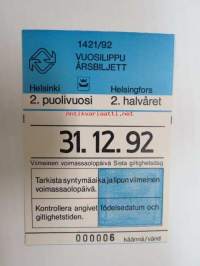 1421/92
VUOSILIPPU
ÅRSBILJETT
Helsinki Helsingfors
2. puolivuosi 2. halvåret
31.12.92
Viimeinen voimassaolopäivä Sista giltighetsdag
Tarkista syntymäaika ja lipun viimeinen
voimassaolopäivä.
Kontrollera angivet födelsedatum och
giltighetstiden.
000006 käännä/vänd